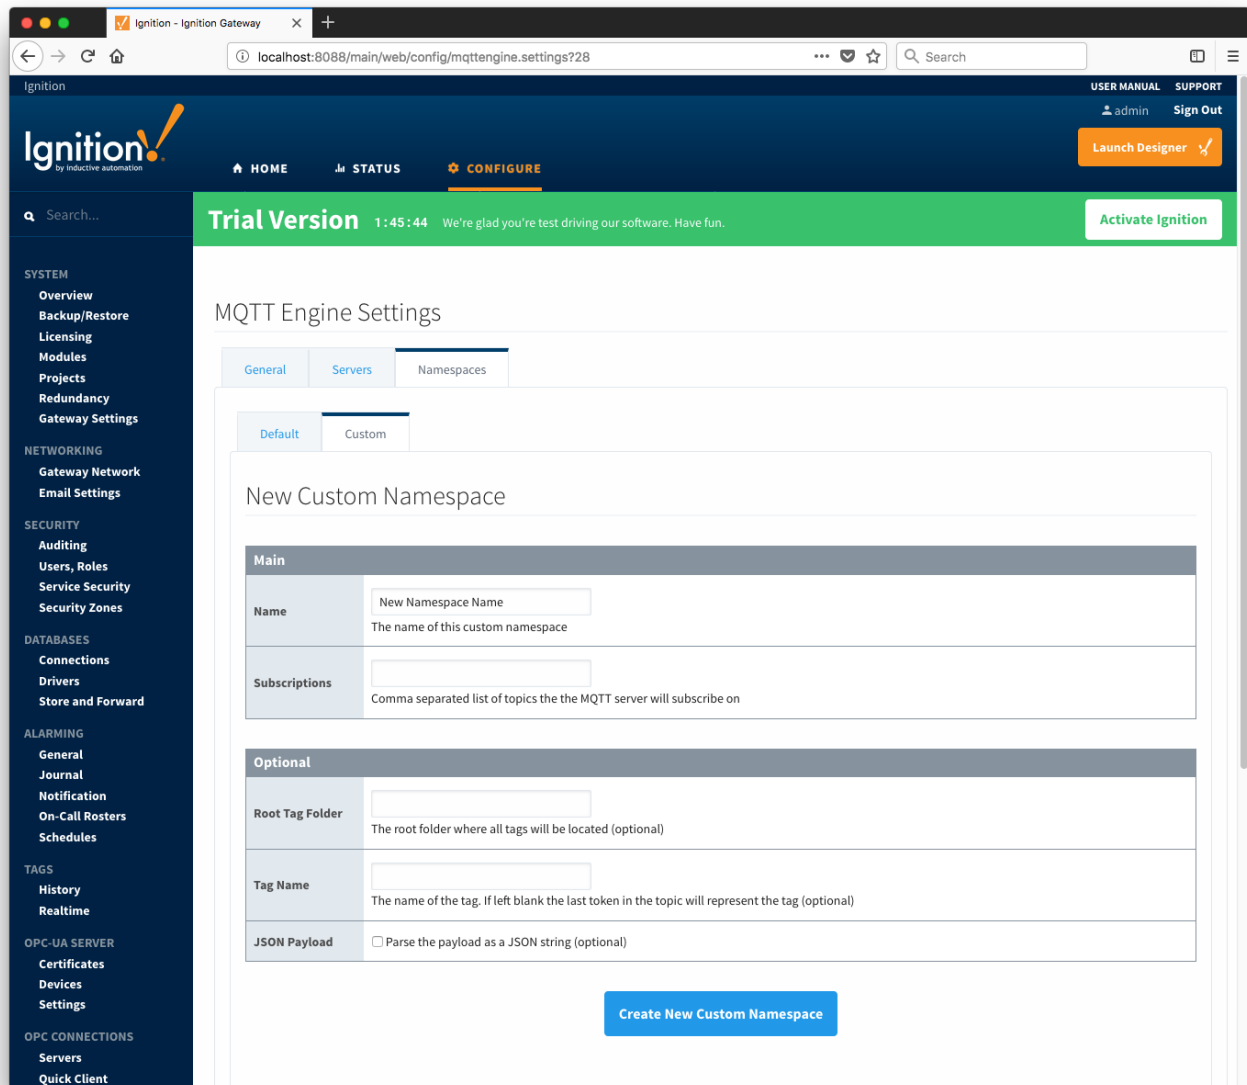 Ignition - Ignition Gateway
localhost:8088/main/web/config/mqttengine.settings?28
Search
Ignition
USER MANUAL SUPPORT
admin Sign Out
Ignition!
by inductive automation
Launch Designer
HOME STATUS CONFIGURE
Search...
Trial Version 1:45:44 We're glad you're test driving our software. Have fun.
Activate Ignition
SYSTEM
Overview
Backup/Restore
Licensing
Modules
Projects
Redundancy
Gateway Settings
NETWORKING
Gateway Network
Email Settings
SECURITY
Auditing
Users, Roles
Service Security
Security Zones
DATABASES
Connections
Drivers
Store and Forward
ALARMING
General
Journal
Notification
On-Call Rosters
Schedules
TAGS
History
Realtime
OPC-UA SERVER
Certificates
Devices
Settings
OPC CONNECTIONS
Servers
Quick Client
MQTT Engine Settings
General Servers Namespaces
Default Custom
New Custom Namespace
Main
Name
New Namespace Name
The name of this custom namespace
Subscriptions
Comma separated list of topics the the MQTT server will subscribe on
Optional
Root Tag Folder
The root folder where all tags will be located (optional)
Tag Name
The name of the tag. If left blank the last token in the topic will represent the tag (optional)
JSON Payload
Parse the payload as a JSON string (optional)
Create New Custom Namespace